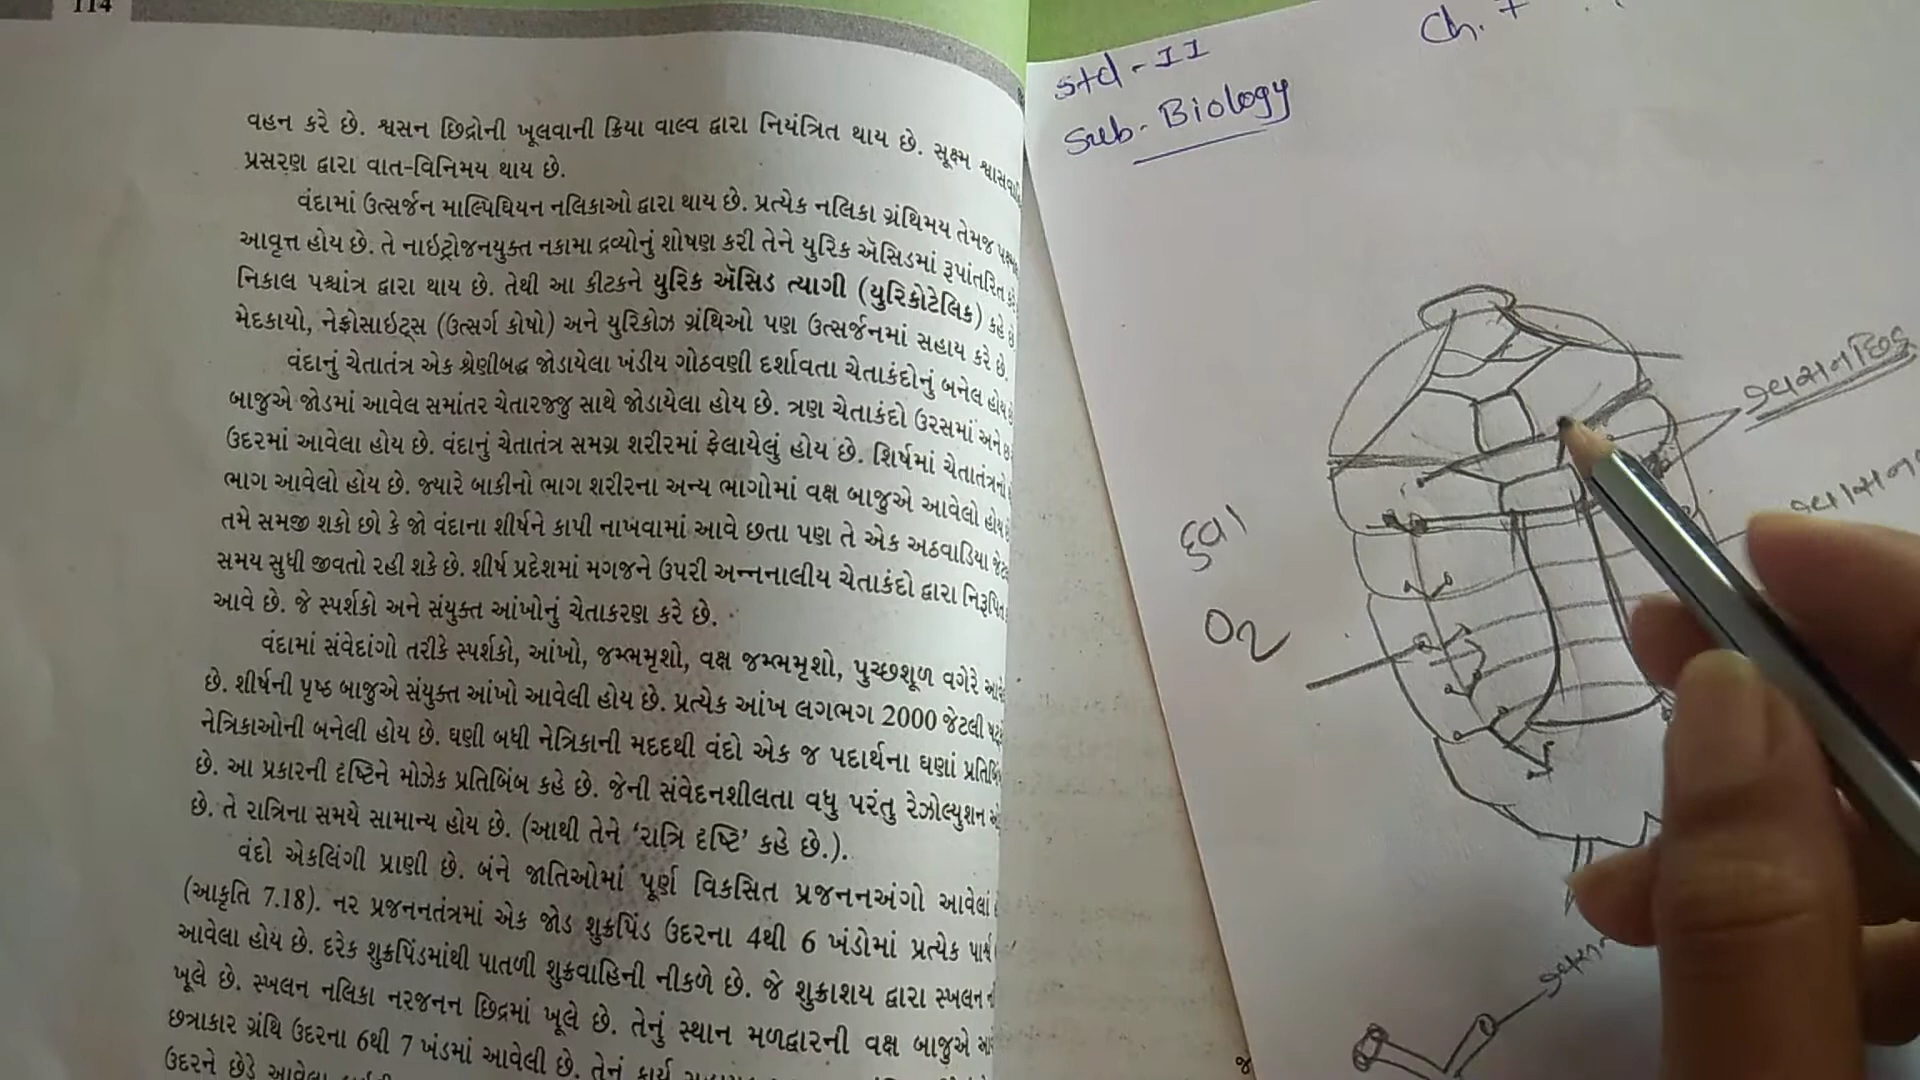 114
વહન કરે છે. શ્વસન છિદ્રોની ખૂલવાની ક્રિયા વાલ્વ દ્વારા નિયંત્રિત થાય છે. સૂક્ષ્મ
પ્રસરણ દ્વારા વાત-વિનિમય થાય છે.
વંદામાં ઉત્સર્જન માલ્પિઘિયન નલિકાઓ દ્વારા થાય છે. પ્રત્યેક નલિકા ગ્રંથિમય તેમજ
આવૃત્ત હોય છે. તે નાઇટ્રોજનયુક્ત નકામા દ્રવ્યોનું શોષણ કરી તેને યુરિક ઍસિડમાં રૂપાંતરિત
નિકાલ પશ્ચાંત્ર દ્વારા થાય છે. તેથી આ કીટકને યુરિક ઍસિડ ત્યાગી (યુરિકોટેલિક) કહે છે
મેદકાયો, નેફ્રોસાઇટ્સ (ઉત્સર્ગ કોષો) અને યુરિકોઝ ગ્રંથિઓ પણ ઉત્સર્જનમાં સહાય કરે છે.
વંદાનું ચેતાતંત્ર એક શ્રેણીબદ્ધ જોડાયેલા ખંડીય ગોઠવણી દર્શાવતા ચેતાકંદોનું બનેલ હોય
બાજુએ જોડમાં આવેલ સમાંતર ચેતારજ્જુ સાથે જોડાયેલા હોય છે. ત્રણ ચેતાકંદો ઉરસમાં અને
ઉદરમાં આવેલા હોય છે. વંદાનું ચેતાતંત્ર સમગ્ર શરીરમાં ફેલાયેલું હોય છે. શિર્ષમાં ચેતાતંત્રનો
ભાગ આવેલો હોય છે. જ્યારે બાકીનો ભાગ શરીરના અન્ય ભાગોમાં વક્ષ બાજુએ આવેલો હોય
તમે સમજી શકો છો કે જો વંદાના શીર્ષને કાપી નાખવામાં આવે છતા પણ તે એક અઠવાડિયા
સમય સુધી જીવતો રહી શકે છે. શીર્ષ પ્રદેશમાં મગજને ઉપરી અન્નનાલીય ચેતાકંદો દ્વારા
આવે છે. જે સ્પર્શકો અને સંયુક્ત આંખોનું ચેતાકરણ કરે છે.
વંદામાં સંવેદાંગો તરીકે સ્પર્શકો, આંખો, જમ્ભમૃશો, વક્ષ જમ્ભમૃશો, પુચ્છશૂળ વગેરે
છે. શીર્ષની પૃષ્ઠ બાજુએ સંયુક્ત આંખો આવેલી હોય છે. પ્રત્યેક આંખ લગભગ 2000 જેટલી
નેત્રિકાઓની બનેલી હોય છે. ઘણી બધી નેત્રિકાની મદદથી વંદો એક જ પદાર્થના ઘણાં
છે. આ પ્રકારની દૃષ્ટિને મોઝેક પ્રતિબિંબ કહે છે. જેની સંવેદનશીલતા વધુ પરંતુ રેઝોલ્યુશન
છે. તે રાત્રિના સમયે સામાન્ય હોય છે. (આથી તેને ‘રાત્રિ દૃષ્ટિ’ કહે છે.).
વંદો એકલિંગી પ્રાણી છે. બંને જાતિઓમાં પૂર્ણ વિકસિત પ્રજનનઅંગો આવેલાં
(આકૃતિ 7.18). નર પ્રજનનતંત્રમાં એક જોડ શુક્રપિંડ ઉદરના 4થી 6 ખંડોમાં પ્રત્યેક
આવેલા હોય છે. દરેક શુક્રપિંડમાંથી પાતળી શુક્રવાહિની નીકળે છે. જે શુક્રાશય દ્વારા સ્ખલન
ખૂલે છે. સ્ખલન નલિકા નરજનન છિદ્રમાં ખૂલે છે. તેનું સ્થાન મળદ્વારની વક્ષ બાજુએ
છત્રાકાર ગ્રંથિ ઉદરના 6થી 7 ખંડમાં આવેલી છે. તેનું કાર્ય
ઉદરને છેડે આવેલા
std - 11
Sub - Biology
Ch. 7
શ્વસનછિદ્ર
હવા
O2